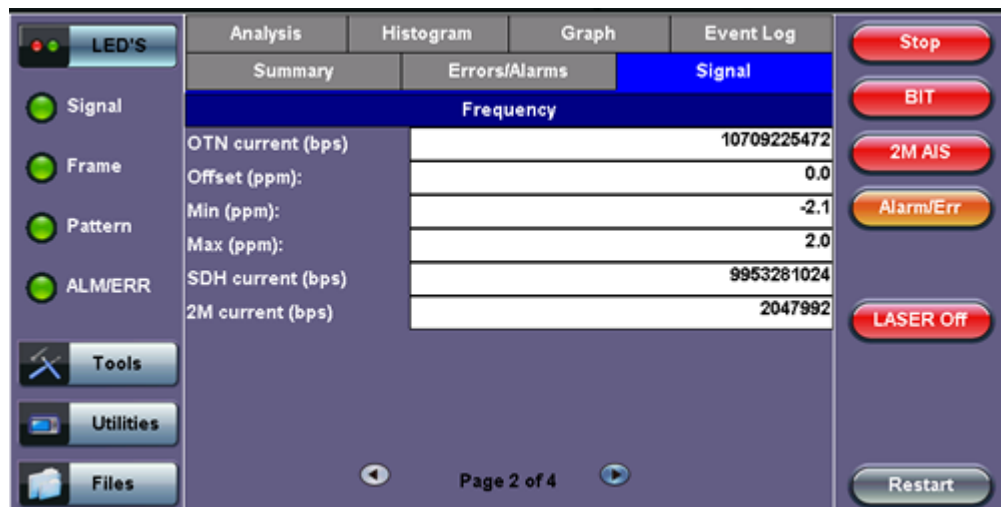 LED'S
Signal
Frame
Pattern
ALM/ERR
Tools
Utilities
Files
Analysis Histogram Graph Event Log
Summary Errors/Alarms Signal
Frequency
OTN current (bps) 10709225472
Offset (ppm): 0.0
Min (ppm): -2.1
Max (ppm): 2.0
SDH current (bps) 9953281024
2M current (bps) 2047992
Page 2 of 4
Stop
BIT
2M AIS
Alarm/Err
LASER Off
Restart